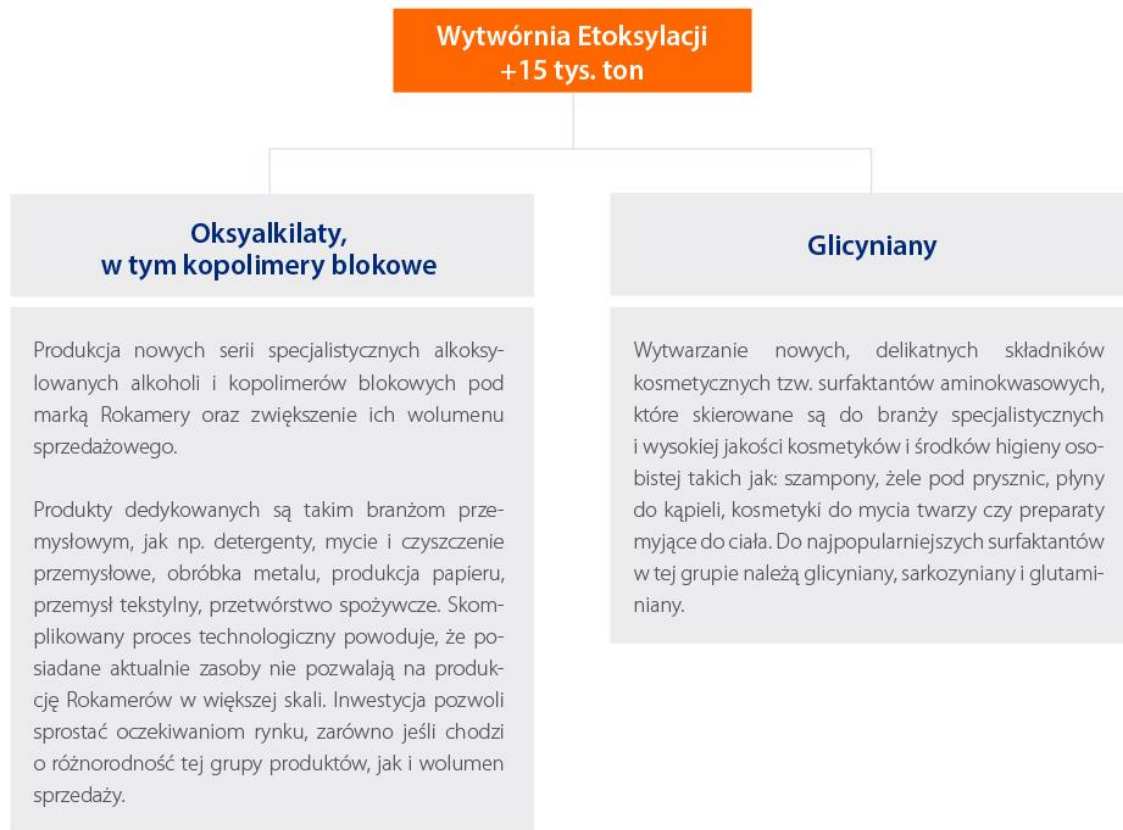 Wytwórnia Etoksylacji
+15 tys. ton
Oksyalkilaty,
w tym kopolimery blokowe
Produkcja nowych serii specjalistycznych alkoksy-
lowanych alkoholi i kopolimerów blokowych pod
marką Rokamery oraz zwiększenie ich wolumenu
sprzedażowego.
Produkty dedykowanych są takim branżom prze-
mysłowym, jak np. detergenty, mycie i czyszczenie
przemysłowe, obróbka metalu, produkcja papieru,
przemysł tekstylny, przetwórstwo spożywcze. Skom-
plikowany proces technologiczny powoduje, że po-
siadane aktualnie zasoby nie pozwalają na produk-
cję Rokamerów w większej skali. Inwestycja pozwoli
sprostać oczekiwaniom rynku, zarówno jeśli chodzi
o różnorodność tej grupy produktów, jak i wolumen
sprzedaży.
Glicyniany
Wytwarzanie nowych, delikatnych składników
kosmetycznych tzw. surfaktantów aminokwasowych,
które skierowane są do branży specjalistycznych
i wysokiej jakości kosmetyków i środków higieny oso-
bistej takich jak: szampony, żele pod prysznic, płyny
do kąpieli, kosmetyki do mycia twarzy czy preparaty
myjące do ciała. Do najpopularniejszych surfaktantów
w tej grupie należą glicyniany, sarkozyniany i glutami-
niany.